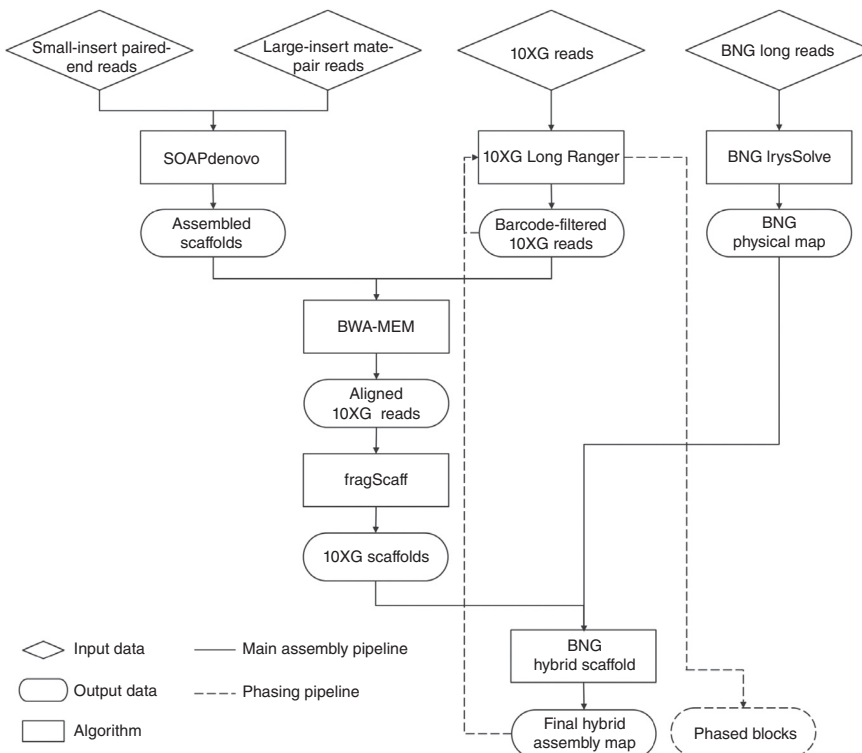 Small-insert paired-
end reads
Large-insert mate-
pair reads
10XG reads
BNG long reads
SOAPdenovo
10XG Long Ranger
BNG IrysSolve
Assembled
scaffolds
Barcode-filtered
10XG reads
BNG
physical map
BWA-MEM
Aligned
10XG reads
fragScaff
10XG scaffolds
BNG
hybrid scaffold
Final hybrid
assembly map
Phased blocks
Input data
Main assembly pipeline
Output data
Phasing pipeline
Algorithm